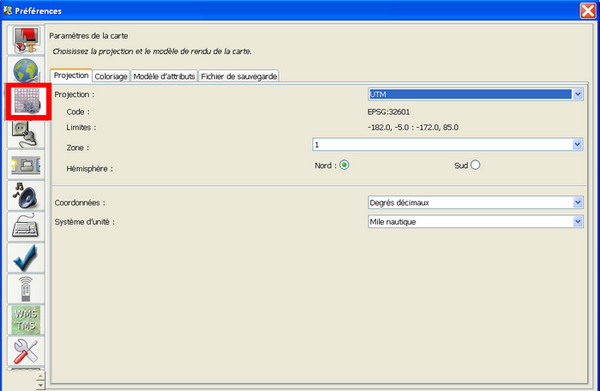 Préférences
Paramètres de la carte
Choisissez la projection et le modèle de rendu de la carte.
Projection Coloriage Modèle d'attributs Fichier de sauvegarde
Projection : UTM
Code : EPSG:32601
Limites : -182.0, -5.0 : -172.0, 85.0
Zone : 1
Hémisphère : Nord : Sud
Coordonnées : Degrés décimaux
Système d'unité : Mile nautique
WMS
TMS